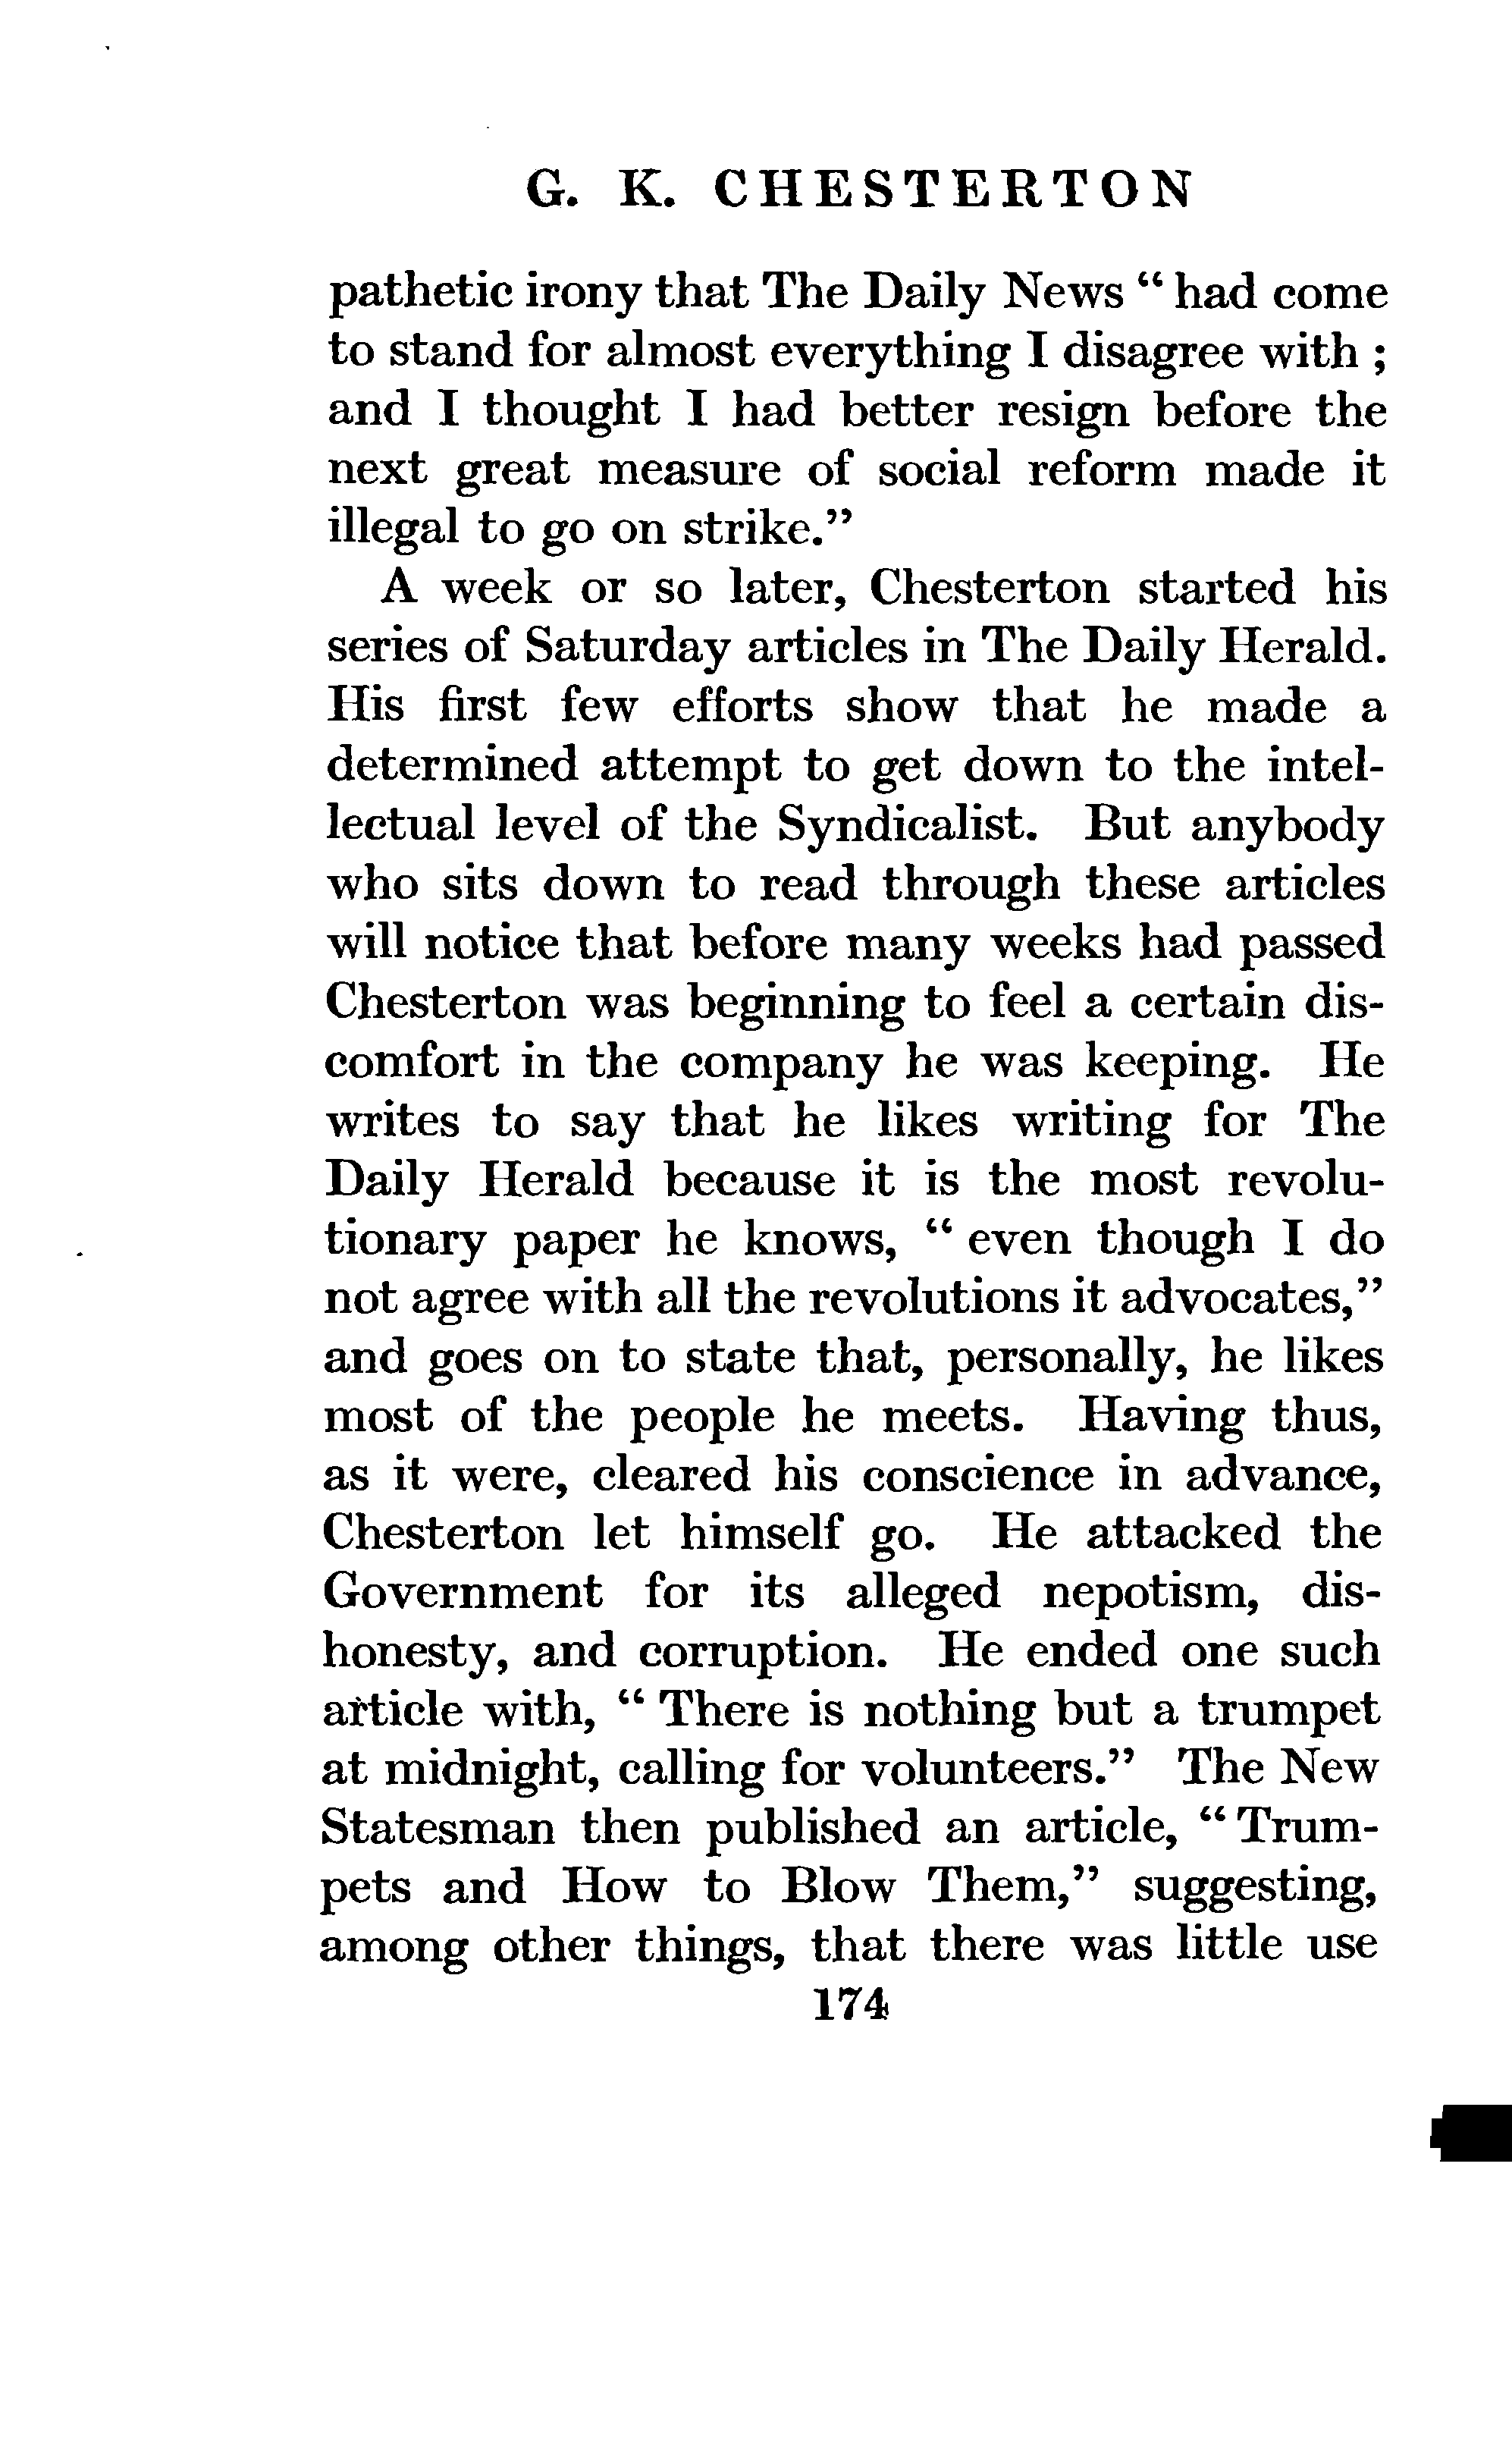 G. K. CHESTERTON
pathetic irony that The Daily News “ had come
to stand for almost everything I disagree with ;
and I thought I had better resign before the
next great measure of social reform made it
illegal to go on strike.”
A week or so later, Chesterton started his
series of Saturday articles in The Daily Herald.
His first few efforts show that he made a
determined attempt to get down to the intel-
lectual level of the Syndicalist. But anybody
who sits down to read through these articles
will notice that before many weeks had passed
Chesterton was beginning to feel a certain dis-
comfort in the company he was keeping. He
writes to say that he likes writing for The
Daily Herald because it is the most revolu-
tionary paper he knows, “ even though I do
not agree with all the revolutions it advocates,”
and goes on to state that, personally, he likes
most of the people he meets. Having thus,
as it were, cleared his conscience in advance,
Chesterton let himself go. He attacked the
Government for its alleged nepotism, dis-
honesty, and corruption. He ended one such
article with, “ There is nothing but a trumpet
at midnight, calling for volunteers.” The New
Statesman then published an article, “ Trum-
pets and How to Blow Them,” suggesting,
among other things, that there was little use
174